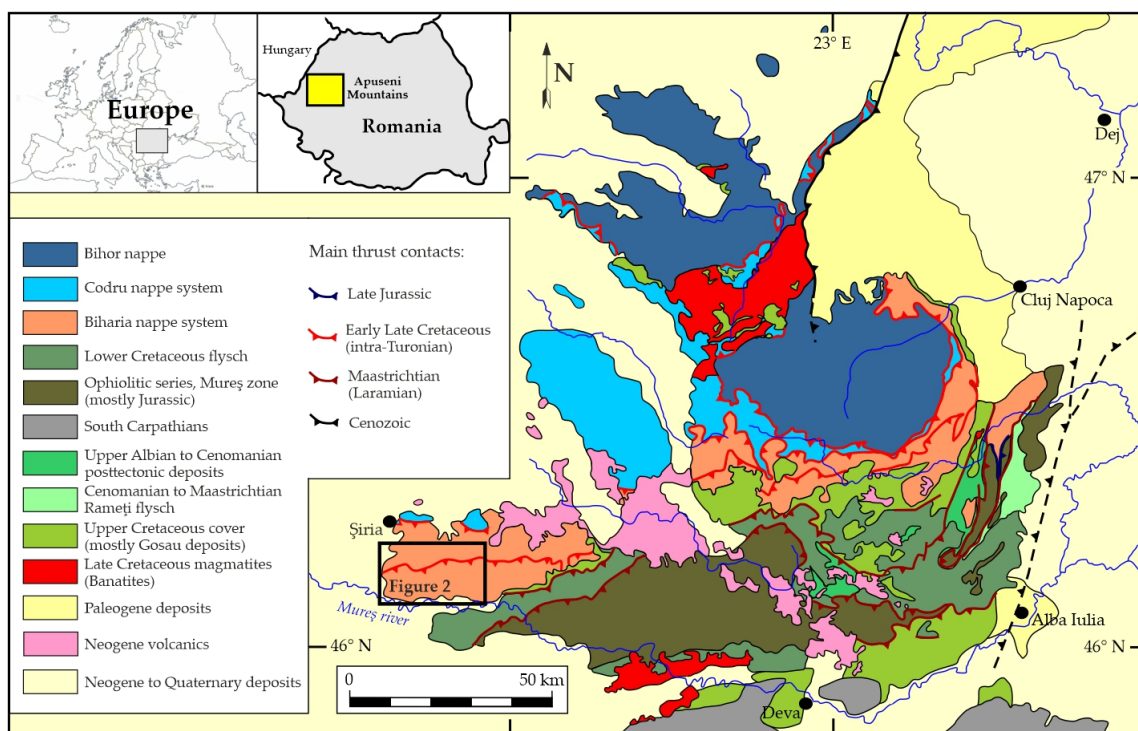 Europe
Hungary
Apuseni
Mountains
Romania
N
23° E
Dej
47° N
Cluj Napoca
Bihor nappe
Codru nappe system
Biharia nappe system
Lower Cretaceous flysch
Ophiolitic series, Mureş zone
(mostly Jurassic)
South Carpathians
Upper Albian to Cenomanian
posttectonic deposits
Cenomanian to Maastrichtian
Rameţi flysch
Upper Cretaceous cover
(mostly Gosau deposits)
Late Cretaceous magmatites
(Banatites)
Paleogene deposits
Neogene volcanics
Neogene to Quaternary deposits
Main thrust contacts:
Late Jurassic
Early Late Cretaceous
(intra-Turonian)
Maastrichtian
(Laramian)
Cenozoic
Şiria
Figure 2
Mureş river
46° N
Alba Iulia
46° N
0
50 km
Deva